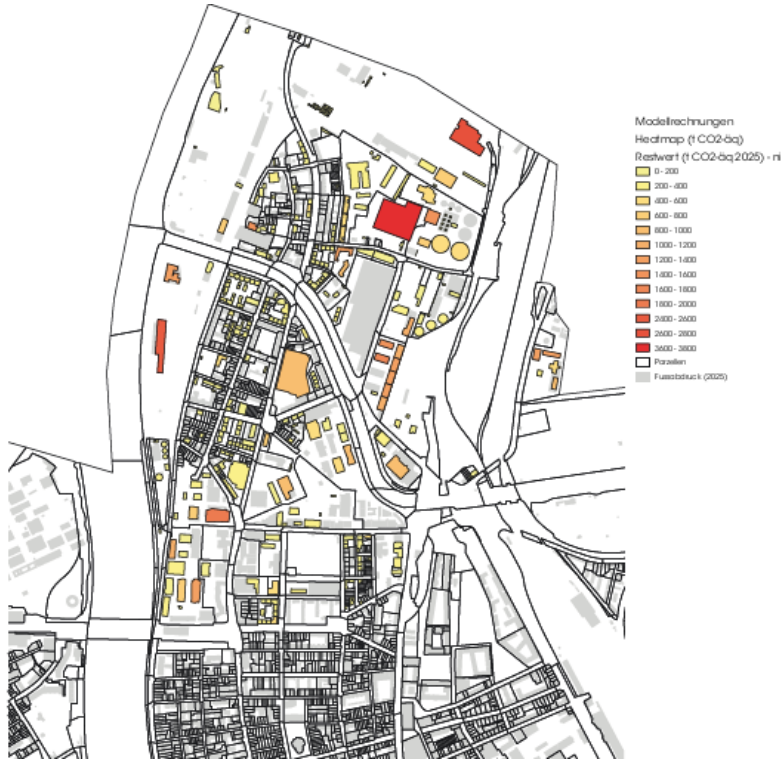 Modellrechnungen
Heatmap (t CO2-äq)
Restwert (t CO2-äq 2025) - ni
0 - 200
200 - 400
400 - 600
600 - 800
800 - 1000
1000 - 1200
1200 - 1400
1400 - 1600
1600 - 1800
1800 - 2000
2400 - 2600
2600 - 2800
3600 - 3800
Parzellen
Fussabdruck (2025)